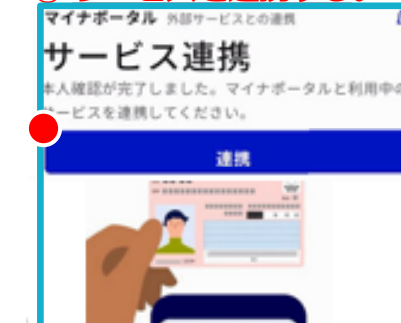 マイナポータル 外部サービスとの連携
サービス連携
本人確認が完了しました。マイナポータルと利用中の
サービスを連携してください。
連携